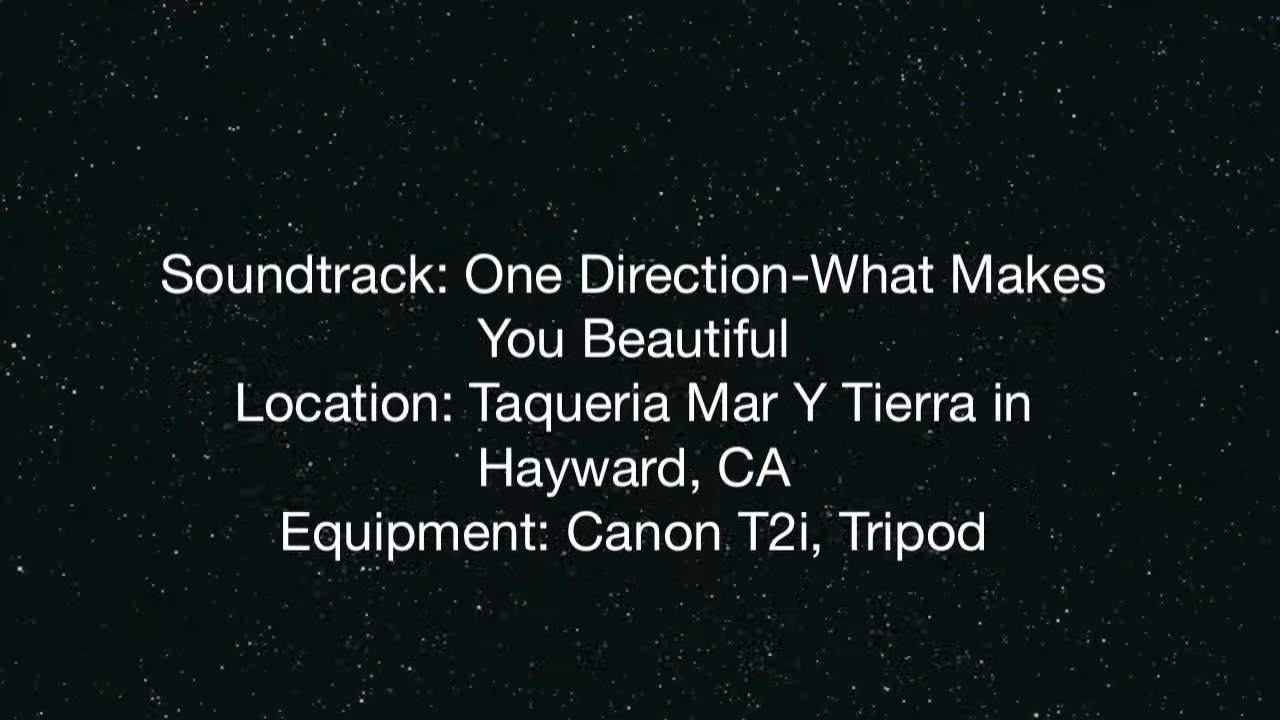 Soundtrack: One Direction-What Makes
You Beautiful
Location: Taqueria Mar Y Tierra in
Hayward, CA
Equipment: Canon T2i, Tripod